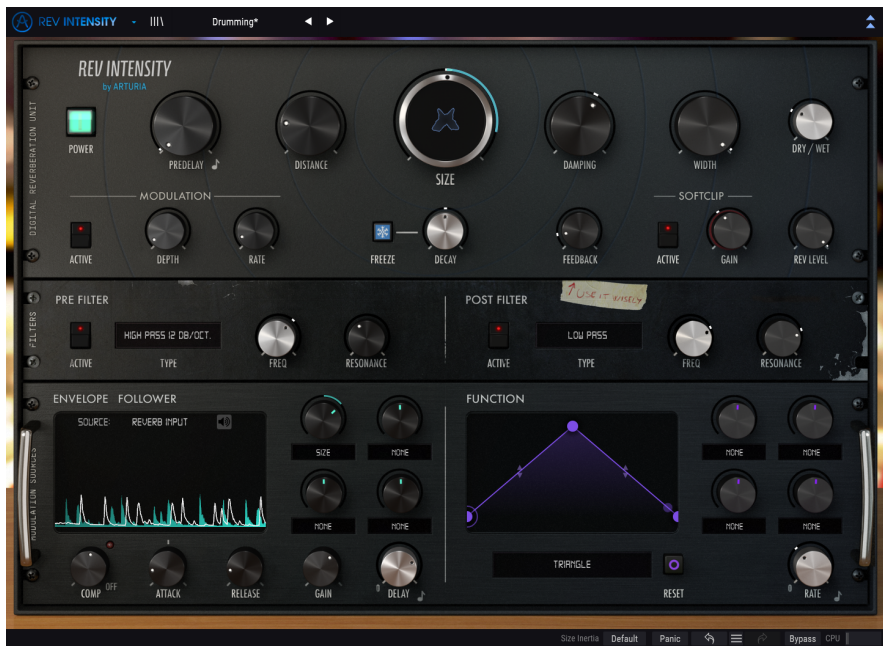 REV INTENSITY
Drumming*
REV INTENSITY
by ARTURIA
DIGITAL REVERBERATION UNIT
POWER
PREDELAY
DISTANCE
SIZE
DAMPING
WIDTH
DRY / WET
MODULATION
SOFTCLIP
ACTIVE
DEPTH
RATE
FREEZE
DECAY
FEEDBACK
ACTIVE
GAIN
REV LEVEL
FILTERS
PRE FILTER
POST FILTER
USE IT WISELY
HIGH PASS 12 DB/OCT.
LOW PASS
ACTIVE
TYPE
FREQ
RESONANCE
ACTIVE
TYPE
FREQ
RESONANCE
MODULATION SOURCES
ENVELOPE FOLLOWER
FUNCTION
SOURCE: REVERB INPUT
SIZE
NONE
NONE
NONE
NONE
NONE
NONE
NONE
TRIANGLE
COMP
OFF
ATTACK
RELEASE
GAIN
0
DELAY
RESET
0
RATE
Size Inertia Default Panic Bypass CPU